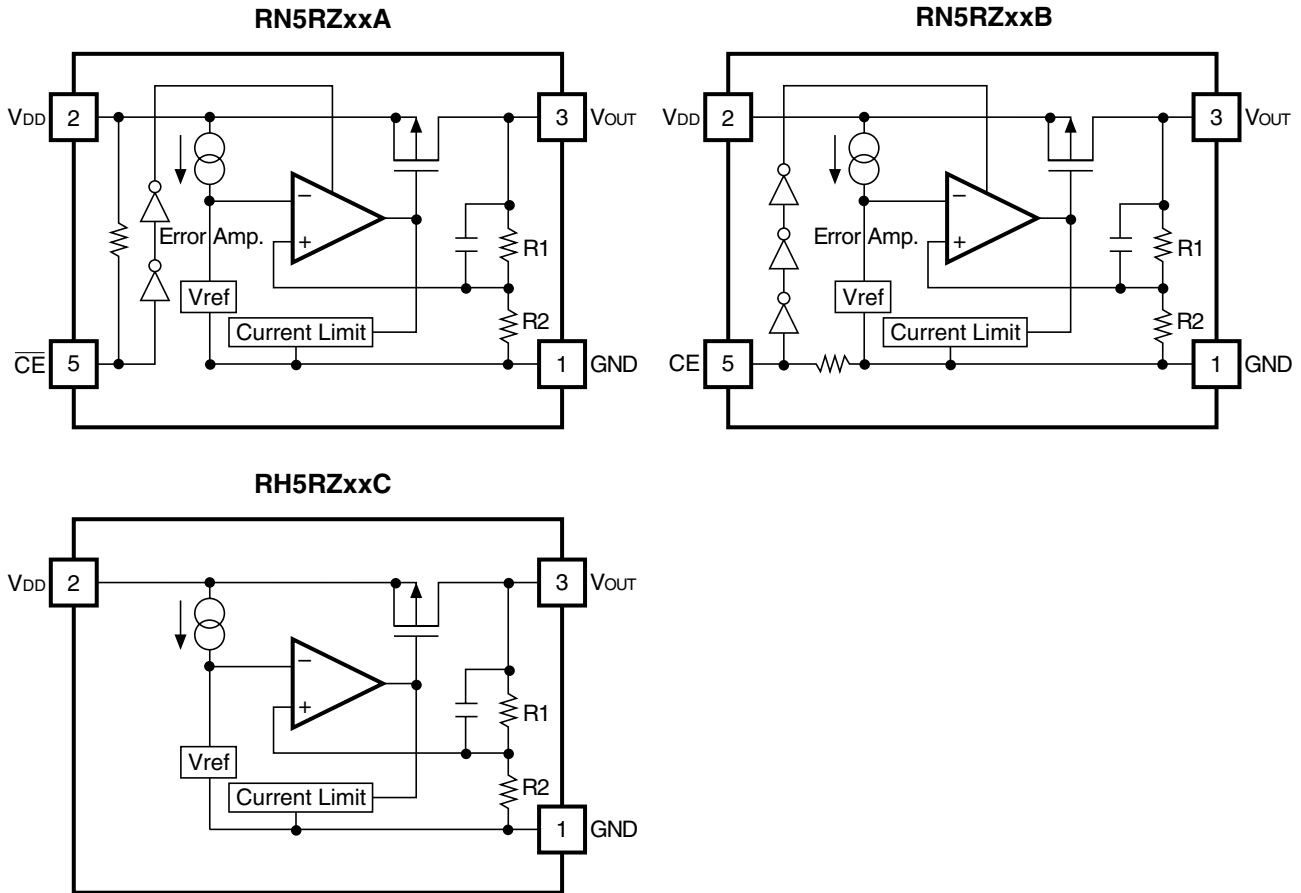 RN5RZxxA
VDD
2
3
VOUT
−
Error Amp.
+
R1
Vref
R2
Current Limit
CE
5
1
GND
RN5RZxxB
VDD
2
3
VOUT
−
Error Amp.
+
R1
Vref
R2
Current Limit
CE
5
1
GND
RH5RZxxC
VDD
2
3
VOUT
−
+
R1
Vref
R2
Current Limit
1
GND